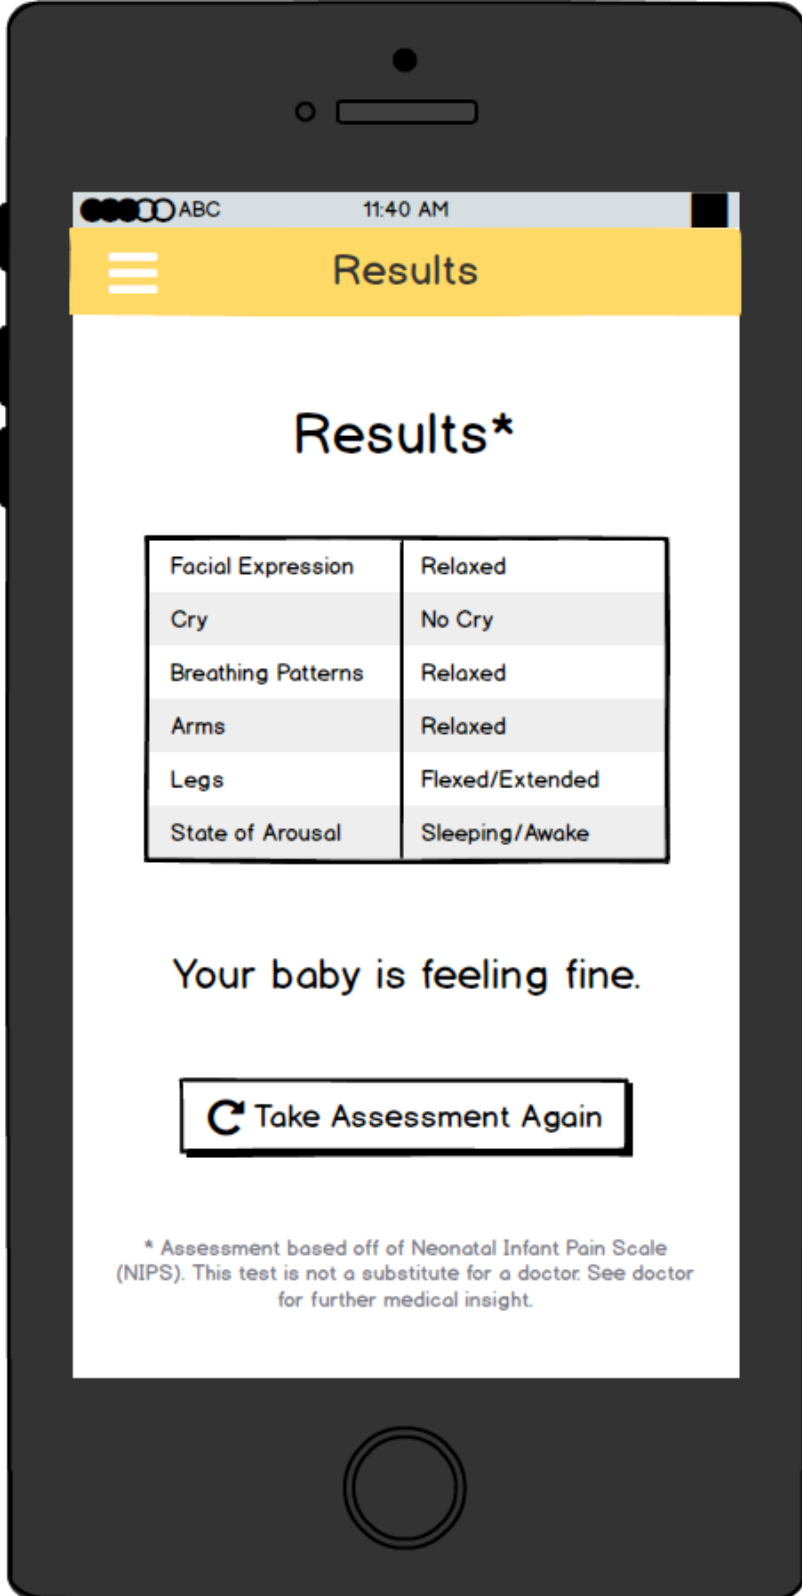 ABC 11:40 AM
Results
Results*
Facial Expression Relaxed
Cry No Cry
Breathing Patterns Relaxed
Arms Relaxed
Legs Flexed/Extended
State of Arousal Sleeping/Awake
Your baby is feeling fine.
Take Assessment Again
* Assessment based off of Neonatal Infant Pain Scale
(NIPS). This test is not a substitute for a doctor. See doctor
for further medical insight.